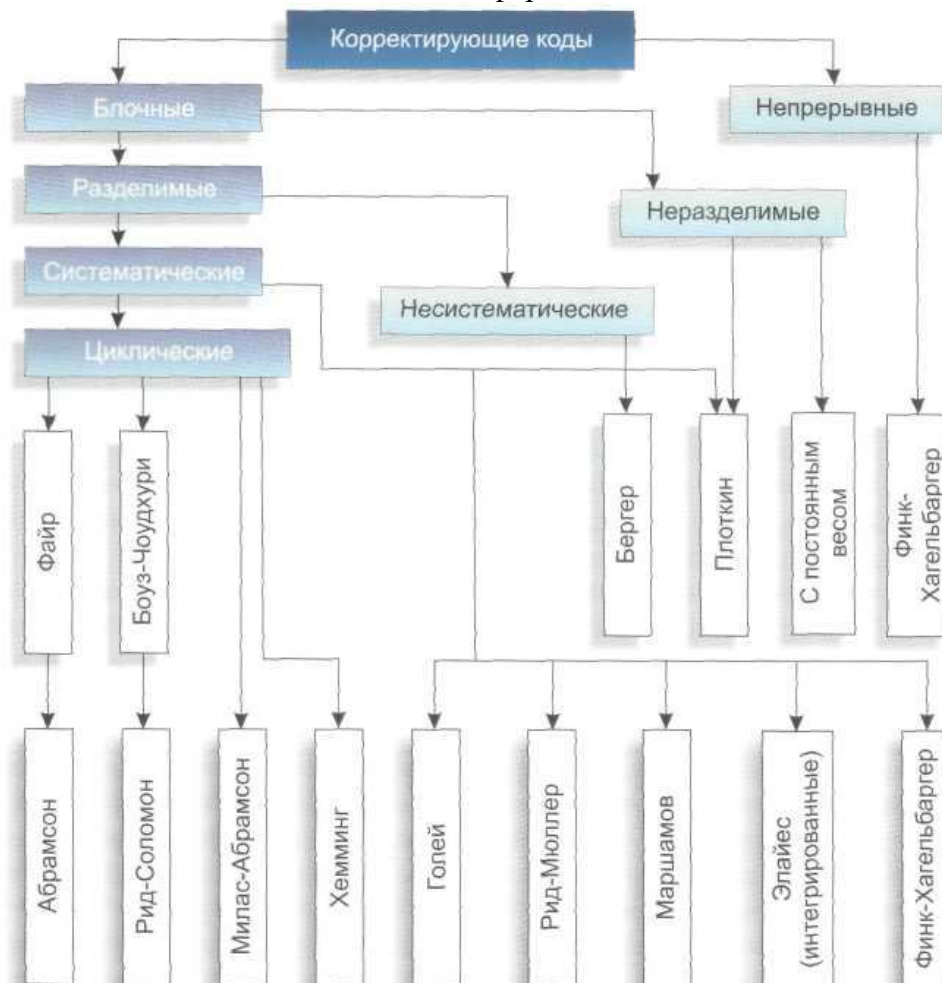 Корректирующие коды
Блочные
Непрерывные
Разделимые
Неразделимые
Систематические
Несистематические
Циклические
Файр
Боуз-Чоудхури
Бергер
Плоткин
С постоянным
весом
Финк-
Хагельбаргер
Абрамсон
Рид-Соломон
Милас-Абрамсон
Хемминг
Голей
Рид-Мюллер
Маршамов
Элайес
(интегрированные)
Финк-Хагельбаргер